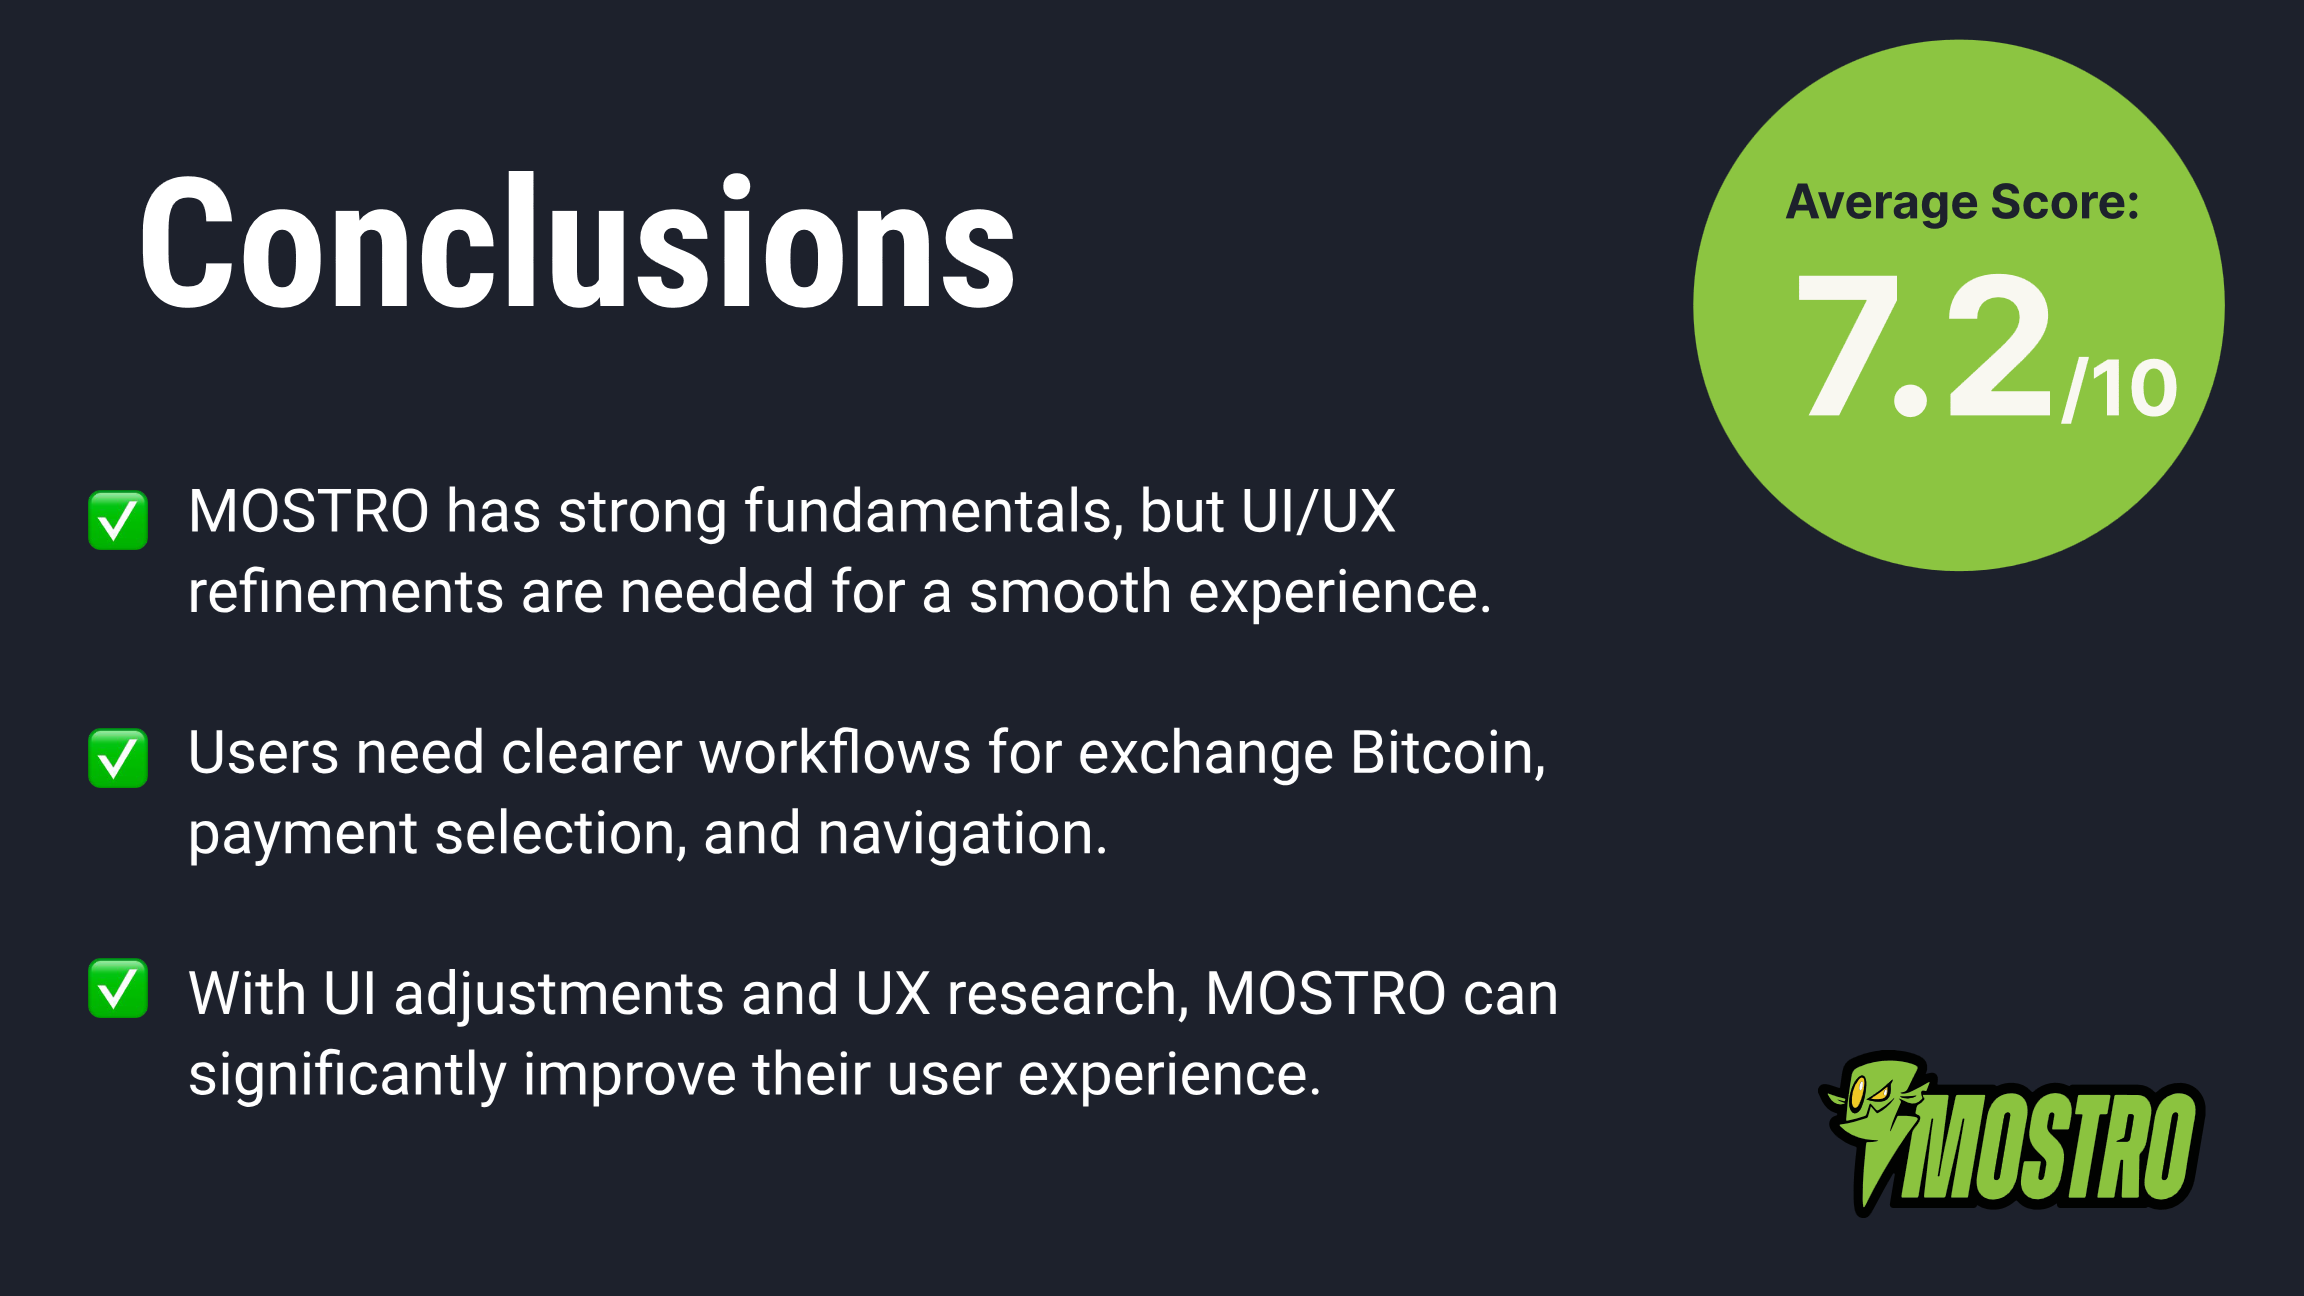 Conclusions
Average Score:
7.2/10
✅ MOSTRO has strong fundamentals, but UI/UX
refinements are needed for a smooth experience.
✅ Users need clearer workflows for exchange Bitcoin,
payment selection, and navigation.
✅ With UI adjustments and UX research, MOSTRO can
significantly improve their user experience.
MOSTRO